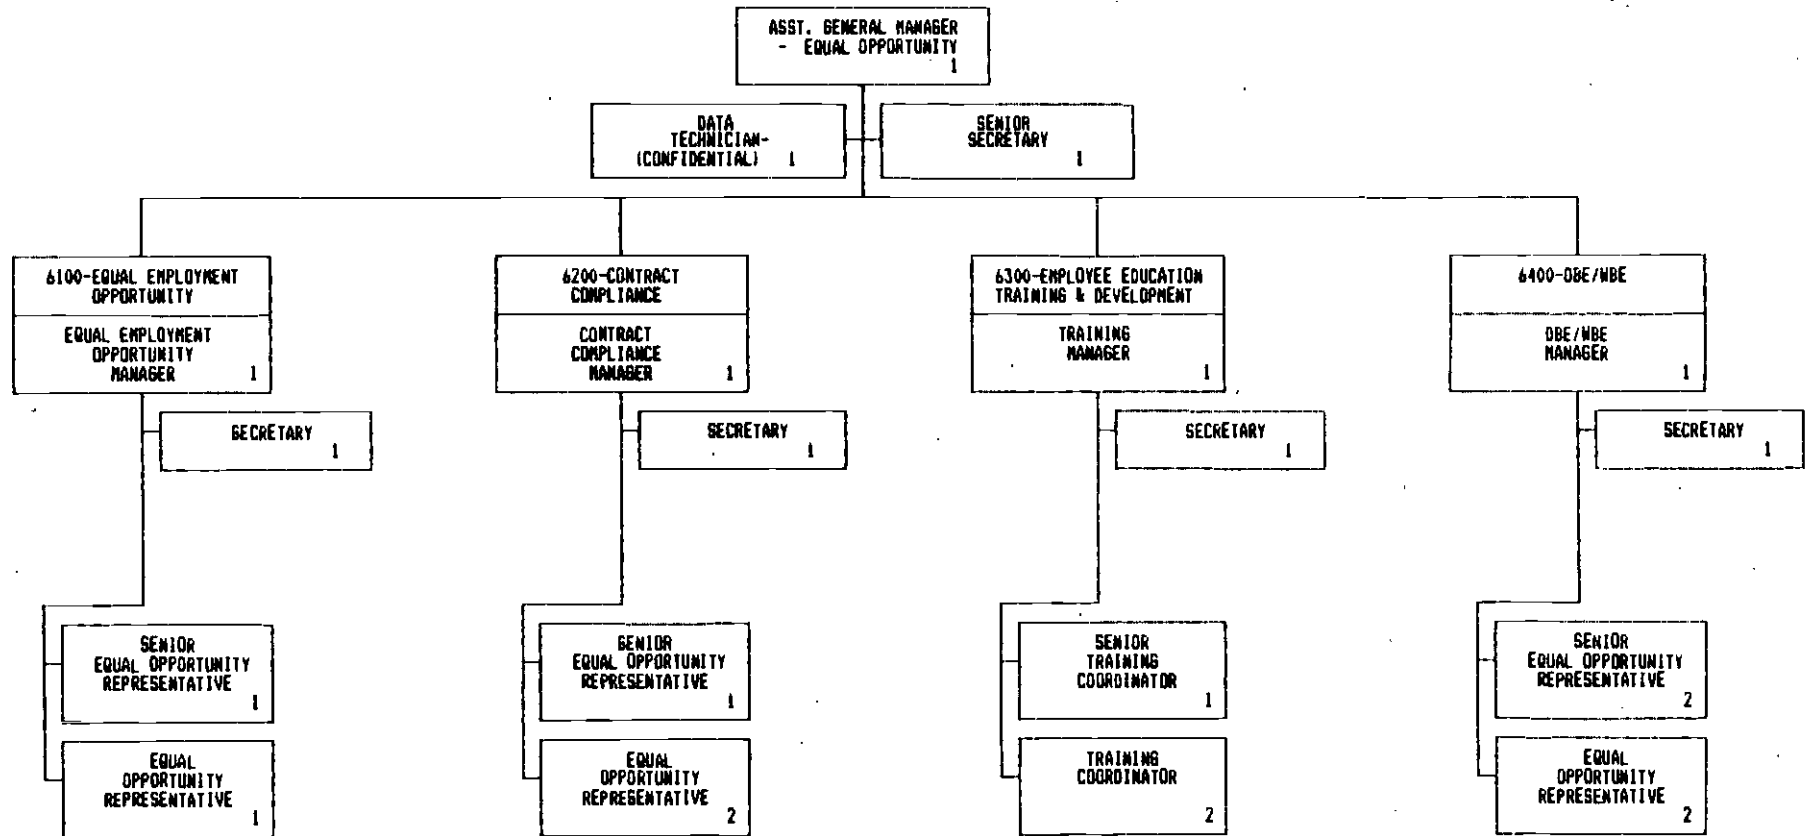 ASST. GENERAL MANAGER
- EQUAL OPPORTUNITY
1
DATA
TECHNICIAN-
(CONFIDENTIAL) 1
SENIOR
SECRETARY
1
6100-EQUAL EMPLOYMENT
OPPORTUNITY
EQUAL EMPLOYMENT
OPPORTUNITY
MANAGER 1
SECRETARY
1
SENIOR
EQUAL OPPORTUNITY
REPRESENTATIVE
1
EQUAL
OPPORTUNITY
REPRESENTATIVE
1
6200-CONTRACT
COMPLIANCE
CONTRACT
COMPLIANCE
MANAGER 1
SECRETARY
1
SENIOR
EQUAL OPPORTUNITY
REPRESENTATIVE
1
EQUAL
OPPORTUNITY
REPRESENTATIVE
2
6300-EMPLOYEE EDUCATION
TRAINING & DEVELOPMENT
TRAINING
MANAGER
1
SECRETARY
1
SENIOR
TRAINING
COORDINATOR
1
TRAINING
COORDINATOR
2
6400-DBE/WBE
DBE/WBE
MANAGER
1
SECRETARY
1
SENIOR
EQUAL OPPORTUNITY
REPRESENTATIVE
2
EQUAL
OPPORTUNITY
REPRESENTATIVE
2